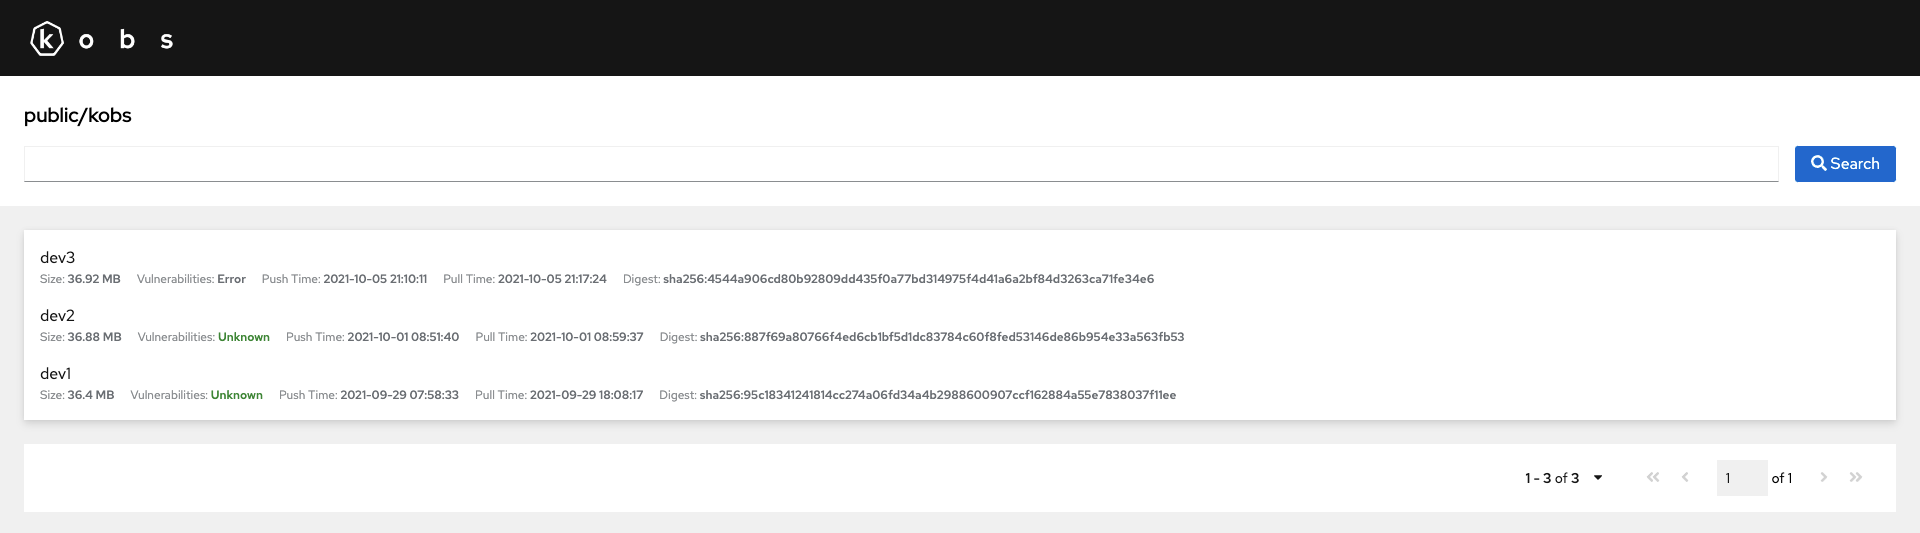 kobs
public/kobs
Search
dev3
Size: 36.92 MB Vulnerabilities: Error Push Time: 2021-10-05 21:10:11 Pull Time: 2021-10-05 21:17:24 Digest: sha256:4544a906cd80b92809dd435f0a77bd314975f4d41a6a2bf84d3263ca71fe34e6
dev2
Size: 36.88 MB Vulnerabilities: Unknown Push Time: 2021-10-01 08:51:40 Pull Time: 2021-10-01 08:59:37 Digest: sha256:887f69a80766f4ed6cb1bf5d1dc83784c60f8fed53146de86b954e33a563fb53
dev1
Size: 36.4 MB Vulnerabilities: Unknown Push Time: 2021-09-29 07:58:33 Pull Time: 2021-09-29 18:08:17 Digest: sha256:95c18341241814cc274a06fd34a4b2988600907ccf162884a55e7838037f11ee
1 - 3 of 3 1 of 1